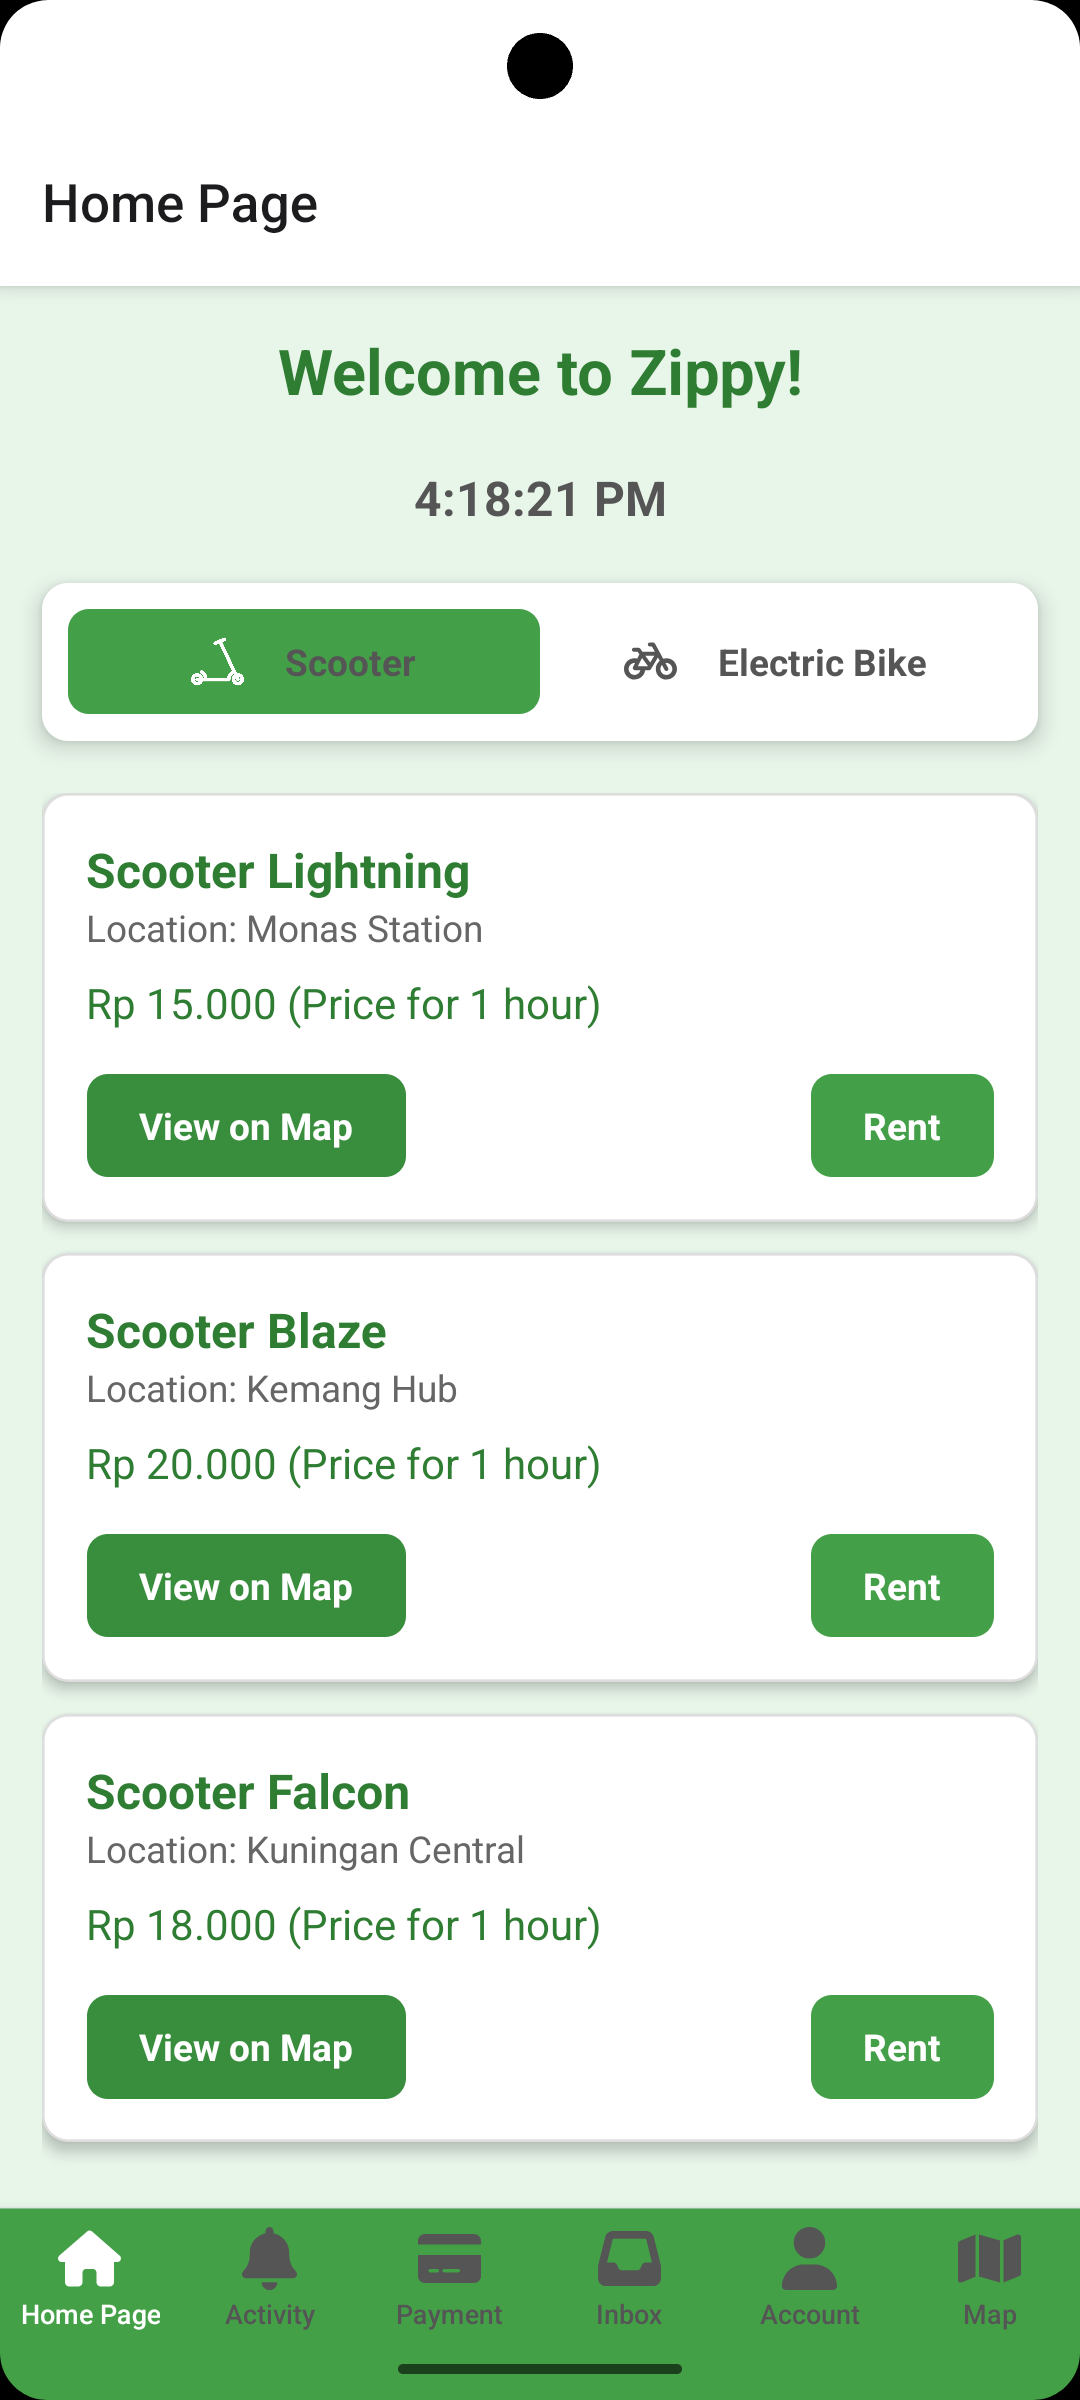 Home Page
Welcome to Zippy!
4:18:21 PM
Scooter
Electric Bike
Scooter Lightning
Location: Monas Station
Rp 15.000 (Price for 1 hour)
View on Map
Rent
Scooter Blaze
Location: Kemang Hub
Rp 20.000 (Price for 1 hour)
View on Map
Rent
Scooter Falcon
Location: Kuningan Central
Rp 18.000 (Price for 1 hour)
View on Map
Rent
Home Page
Activity
Payment
Inbox
Account
Map